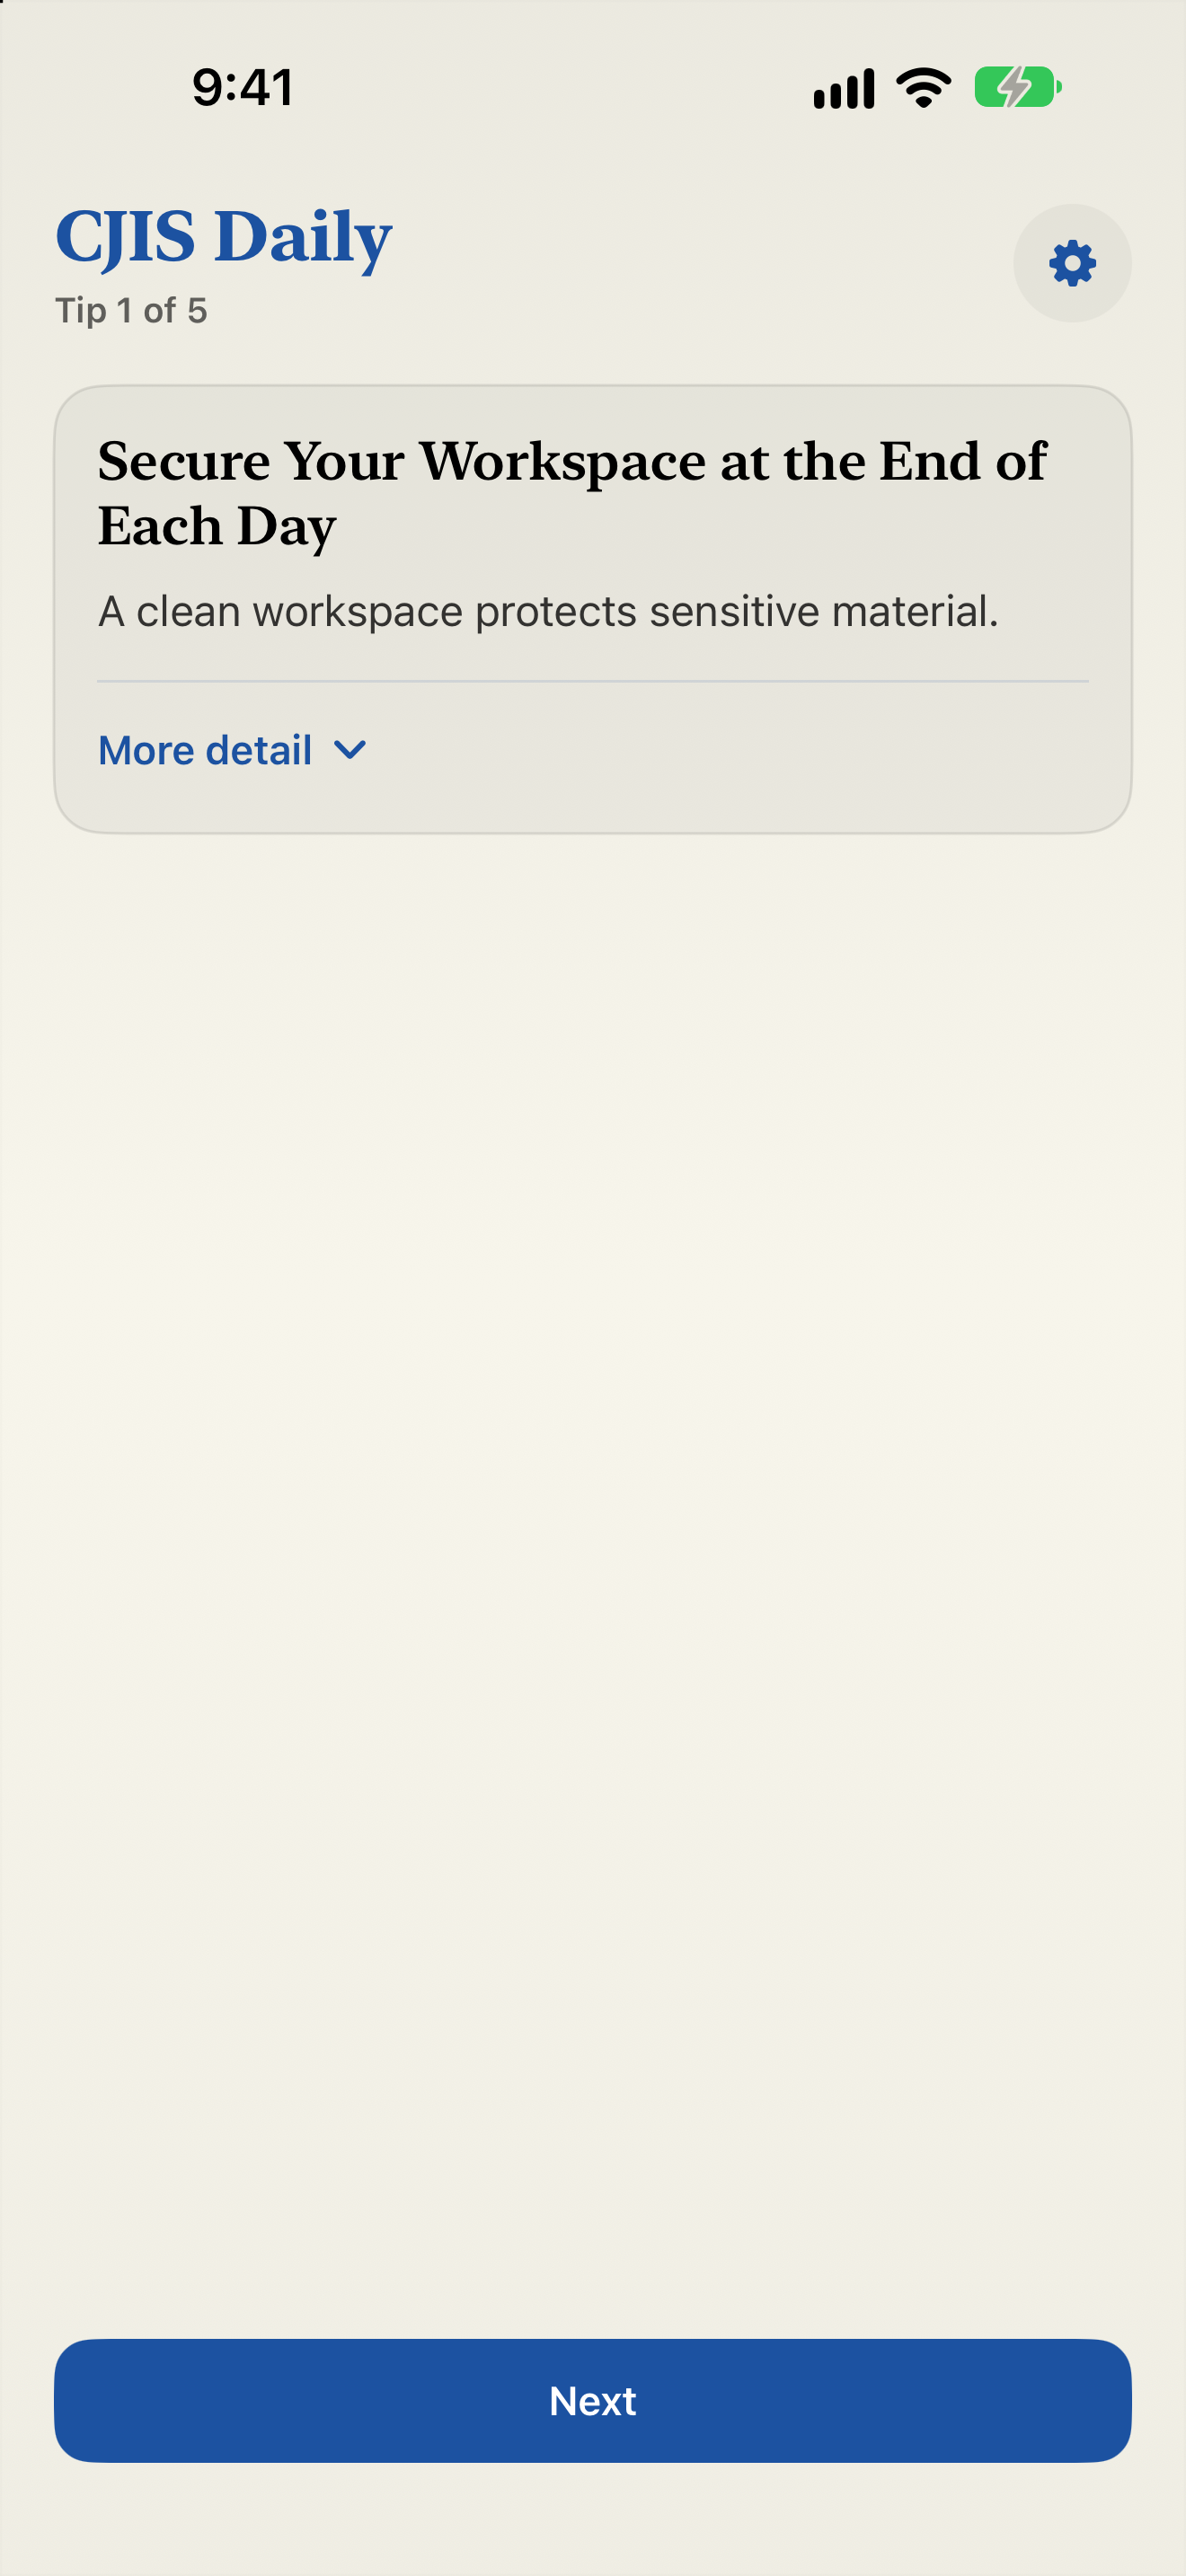 9:41
CJIS Daily
Tip 1 of 5
Secure Your Workspace at the End of
Each Day
A clean workspace protects sensitive material.
More detail
Next